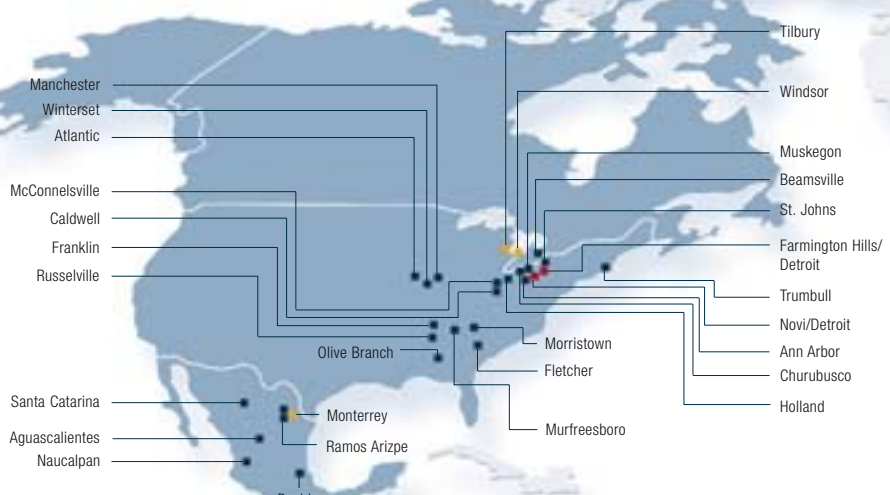 Tilbury
Manchester
Windsor
Winterset
Atlantic
Muskegon
Beamsville
McConnelsville
St. Johns
Caldwell
Franklin
Farmington Hills/
Detroit
Russelville
Trumbull
Novi/Detroit
Olive Branch
Morristown
Ann Arbor
Fletcher
Churubusco
Santa Catarina
Holland
Monterrey
Murfreesboro
Aguascalientes
Ramos Arizpe
Naucalpan